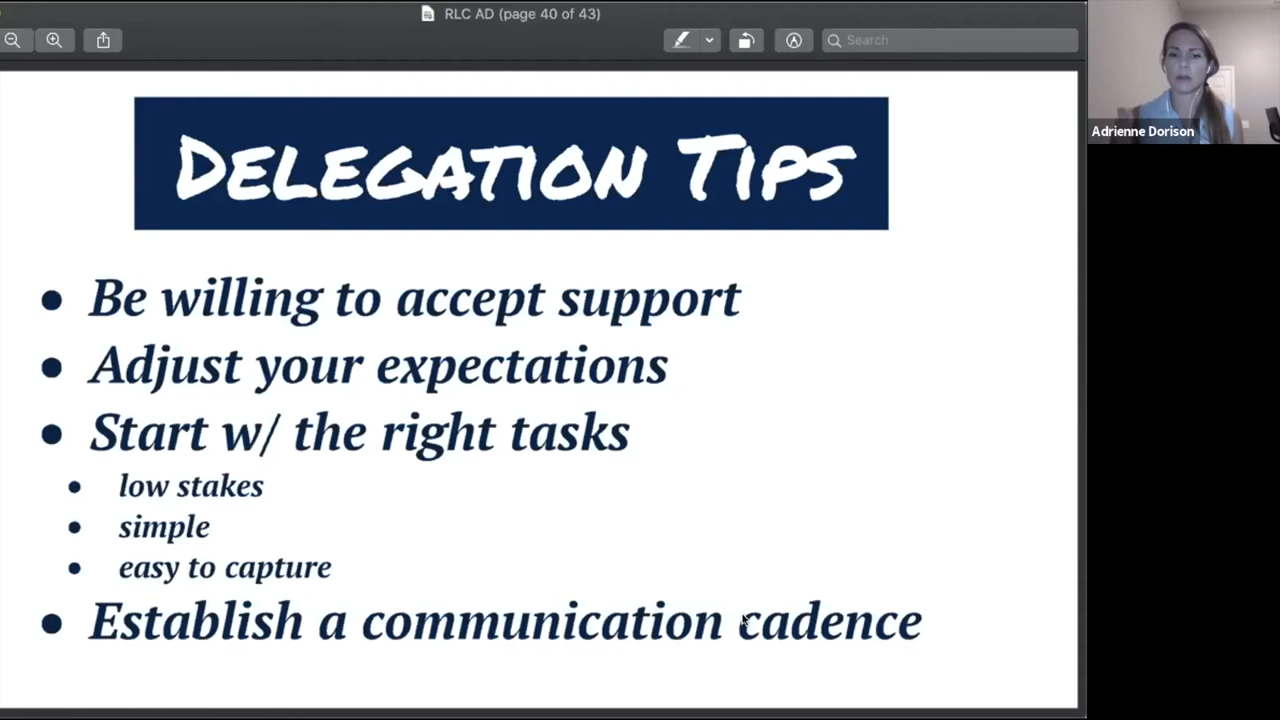 RLC AD (page 40 of 43)
Search
Adrienne Dorison
DELEGATION TIPS
Be willing to accept support
Adjust your expectations
Start w/ the right tasks
low stakes
simple
easy to capture
Establish a communication cadence